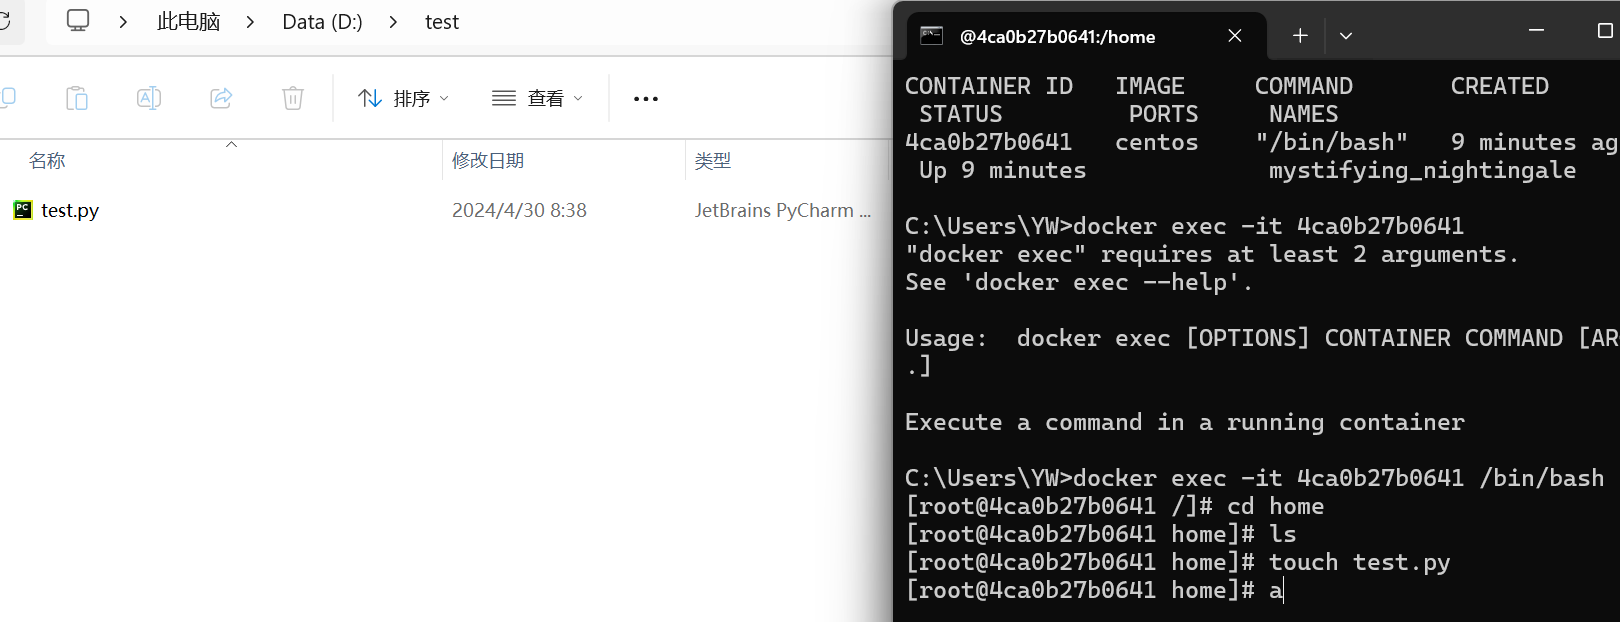 此电脑 > Data (D:) > test
排序 查看
名称 修改日期 类型
test.py 2024/4/30 8:38 JetBrains PyCharm ...
@4ca0b27b0641:/home
CONTAINER ID   IMAGE     COMMAND       CREATED
 STATUS         PORTS     NAMES
4ca0b27b0641   centos    "/bin/bash"   9 minutes ag
 Up 9 minutes             mystifying_nightingale
C:\Users\YW>docker exec -it 4ca0b27b0641
"docker exec" requires at least 2 arguments.
See 'docker exec --help'.
Usage:  docker exec [OPTIONS] CONTAINER COMMAND [AR
.]
Execute a command in a running container
C:\Users\YW>docker exec -it 4ca0b27b0641 /bin/bash
[root@4ca0b27b0641 /]# cd home
[root@4ca0b27b0641 home]# ls
[root@4ca0b27b0641 home]# touch test.py
[root@4ca0b27b0641 home]# a